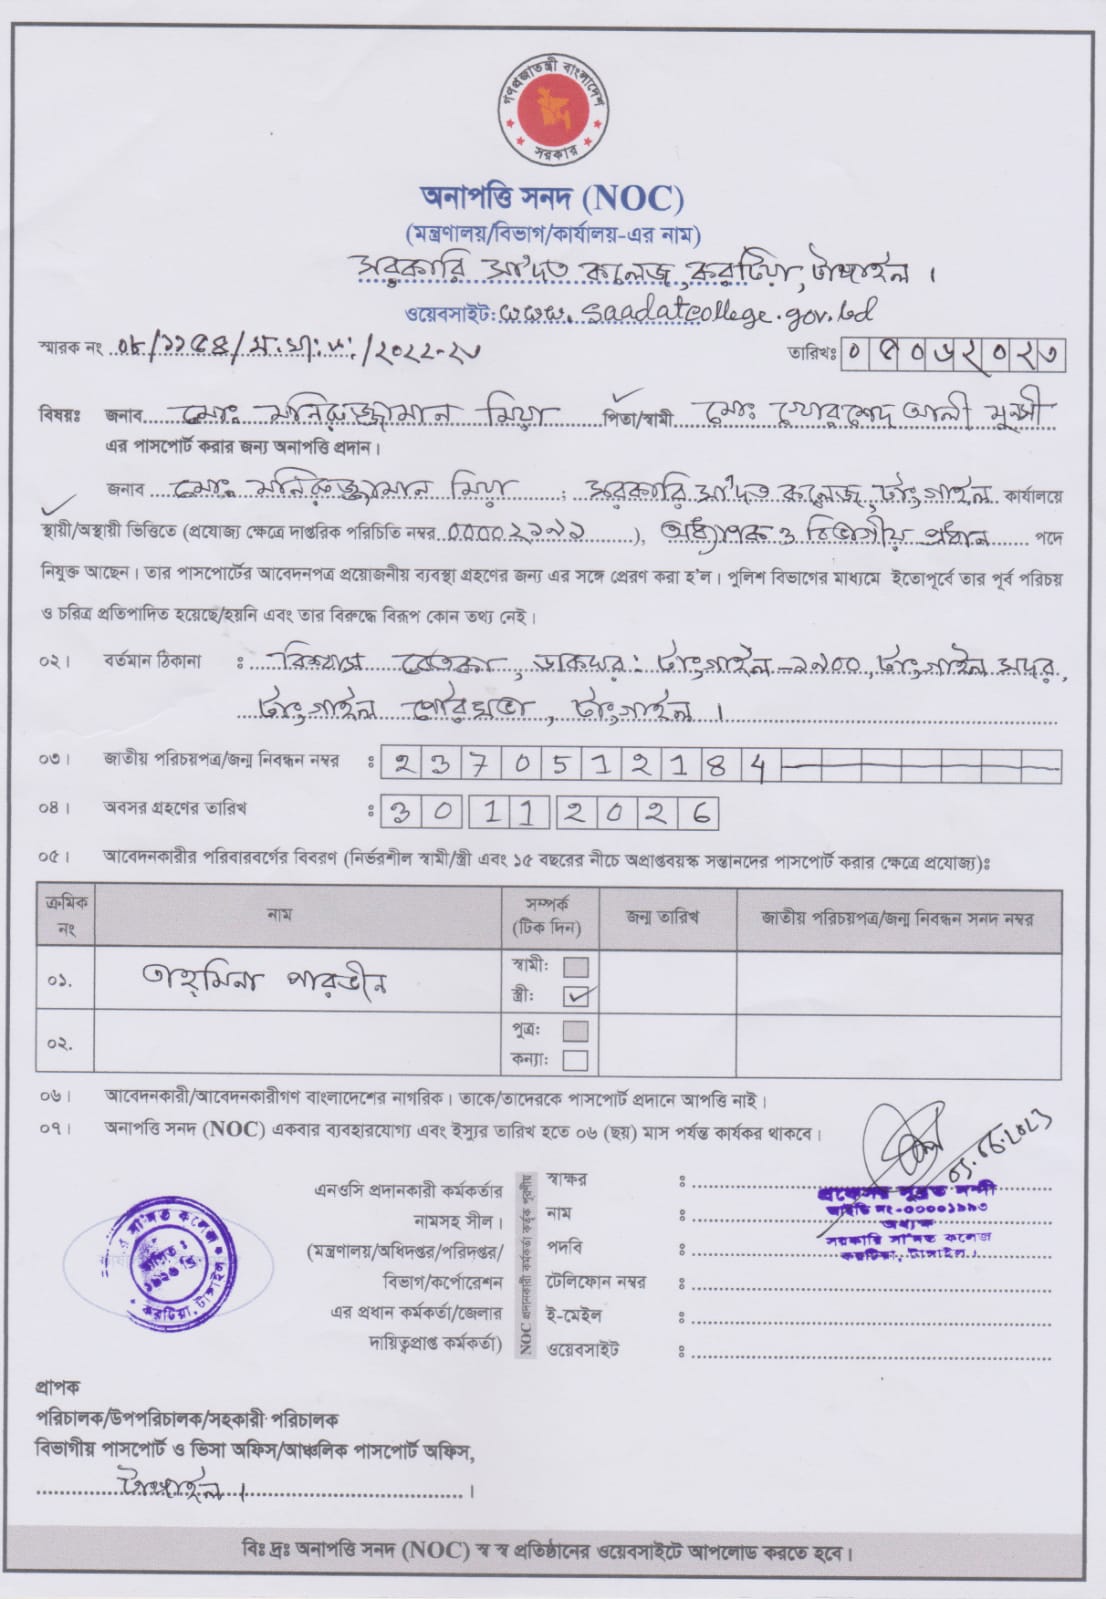 গণপ্রজাতন্ত্রী বাংলাদেশ
সরকার
অনাপত্তি সনদ (NOC)
(মন্ত্রণালয়/বিভাগ/কার্যালয়-এর নাম)
সরকারি সা'দত কলেজ, করটিয়া, টাঙ্গাইল।
ওয়েবসাইট: www.saadatcollege.gov.bd
স্মারক নং ০৮/১১৫৪/স.সা.ক./২০২২-২৩ তারিখঃ ০৫০৬২০২৩
বিষয়ঃ জনাব মোঃ মনিরুজ্জামান মিয়া পিতা/স্বামী মোঃ খোরশেদ আলী মুন্সী
এর পাসপোর্ট করার জন্য অনাপত্তি প্রদান।
জনাব মোঃ মনিরুজ্জামান মিয়া, সরকারি সা'দত কলেজ, টাংগাইল কার্যালয়ে
স্থায়ী/অস্থায়ী ভিত্তিতে (প্রযোজ্য ক্ষেত্রে দাপ্তরিক পরিচিতি নম্বর ), অধ্যাপক ও বিভাগীয় প্রধান পদে
নিযুক্ত আছেন। তার পাসপোর্টের আবেদনপত্র প্রয়োজনীয় ব্যবস্থা গ্রহণের জন্য এর সঙ্গে প্রেরণ করা হ'ল। পুলিশ বিভাগের মাধ্যমে ইতোপূর্বে তার পূর্ব পরিচয়
ও চরিত্র প্রতিপাদিত হয়েছে/হয়নি এবং তার বিরুদ্ধে বিরূপ কোন তথ্য নেই।
০২। বর্তমান ঠিকানা : বিশ্বাস বেতকা, ডাকঘর: টাংগাইল-১৯০০, টাংগাইল সদর,
টাংগাইল পৌরসভা, টাংগাইল।
০৩। জাতীয় পরিচয়পত্র/জন্ম নিবন্ধন নম্বর : 2370512184
০৪। অবসর গ্রহণের তারিখ : 30 11 2026
০৫। আবেদনকারীর পরিবারবর্গের বিবরণ (নির্ভরশীল স্বামী/স্ত্রী এবং ১৫ বছরের নীচে অপ্রাপ্তবয়স্ক সন্তানদের পাসপোর্ট করার ক্ষেত্রে প্রযোজ্য)ঃ
ক্রমিক নং নাম সম্পর্ক (টিক দিন) জন্ম তারিখ জাতীয় পরিচয়পত্র/জন্ম নিবন্ধন সনদ নম্বর
০১. তাহমিনা পারভীন স্বামী:
স্ত্রী: ✓
০২. পুত্র:
কন্যা:
০৬। আবেদনকারী/আবেদনকারীগণ বাংলাদেশের নাগরিক। তাকে/তাদেরকে পাসপোর্ট প্রদানে আপত্তি নাই।
০৭। অনাপত্তি সনদ (NOC) একবার ব্যবহারযোগ্য এবং ইস্যুর তারিখ হতে ০৬ (ছয়) মাস পর্যন্ত কার্যকর থাকবে।
এনওসি প্রদানকারী কর্মকর্তার
নামসহ সীল।
(মন্ত্রণালয়/অধিদপ্তর/পরিদপ্তর/
বিভাগ/কর্পোরেশন
এর প্রধান কর্মকর্তা/জেলার
দায়িত্বপ্রাপ্ত কর্মকর্তা)
NOC প্রদানকারী কর্মকর্তা কর্তৃক পূরণীয়
স্বাক্ষর :
নাম :
পদবি :
টেলিফোন নম্বর :
ই-মেইল :
ওয়েবসাইট :
০৫.০৬.২০২৩
প্রফেসর সুব্রত নন্দী
আইডি নং-০০০০১৯৯৩
অধ্যক্ষ
সরকারি সা'দত কলেজ
করটিয়া, টাঙ্গাইল।
সা'দত কলেজ
করটিয়া, টাঙ্গাইল
প্রাপক
পরিচালক/উপপরিচালক/সহকারী পরিচালক
বিভাগীয় পাসপোর্ট ও ভিসা অফিস/আঞ্চলিক পাসপোর্ট অফিস,
টাঙ্গাইল।
বিঃ দ্রঃ অনাপত্তি সনদ (NOC) স্ব স্ব প্রতিষ্ঠানের ওয়েবসাইটে আপলোড করতে হবে।